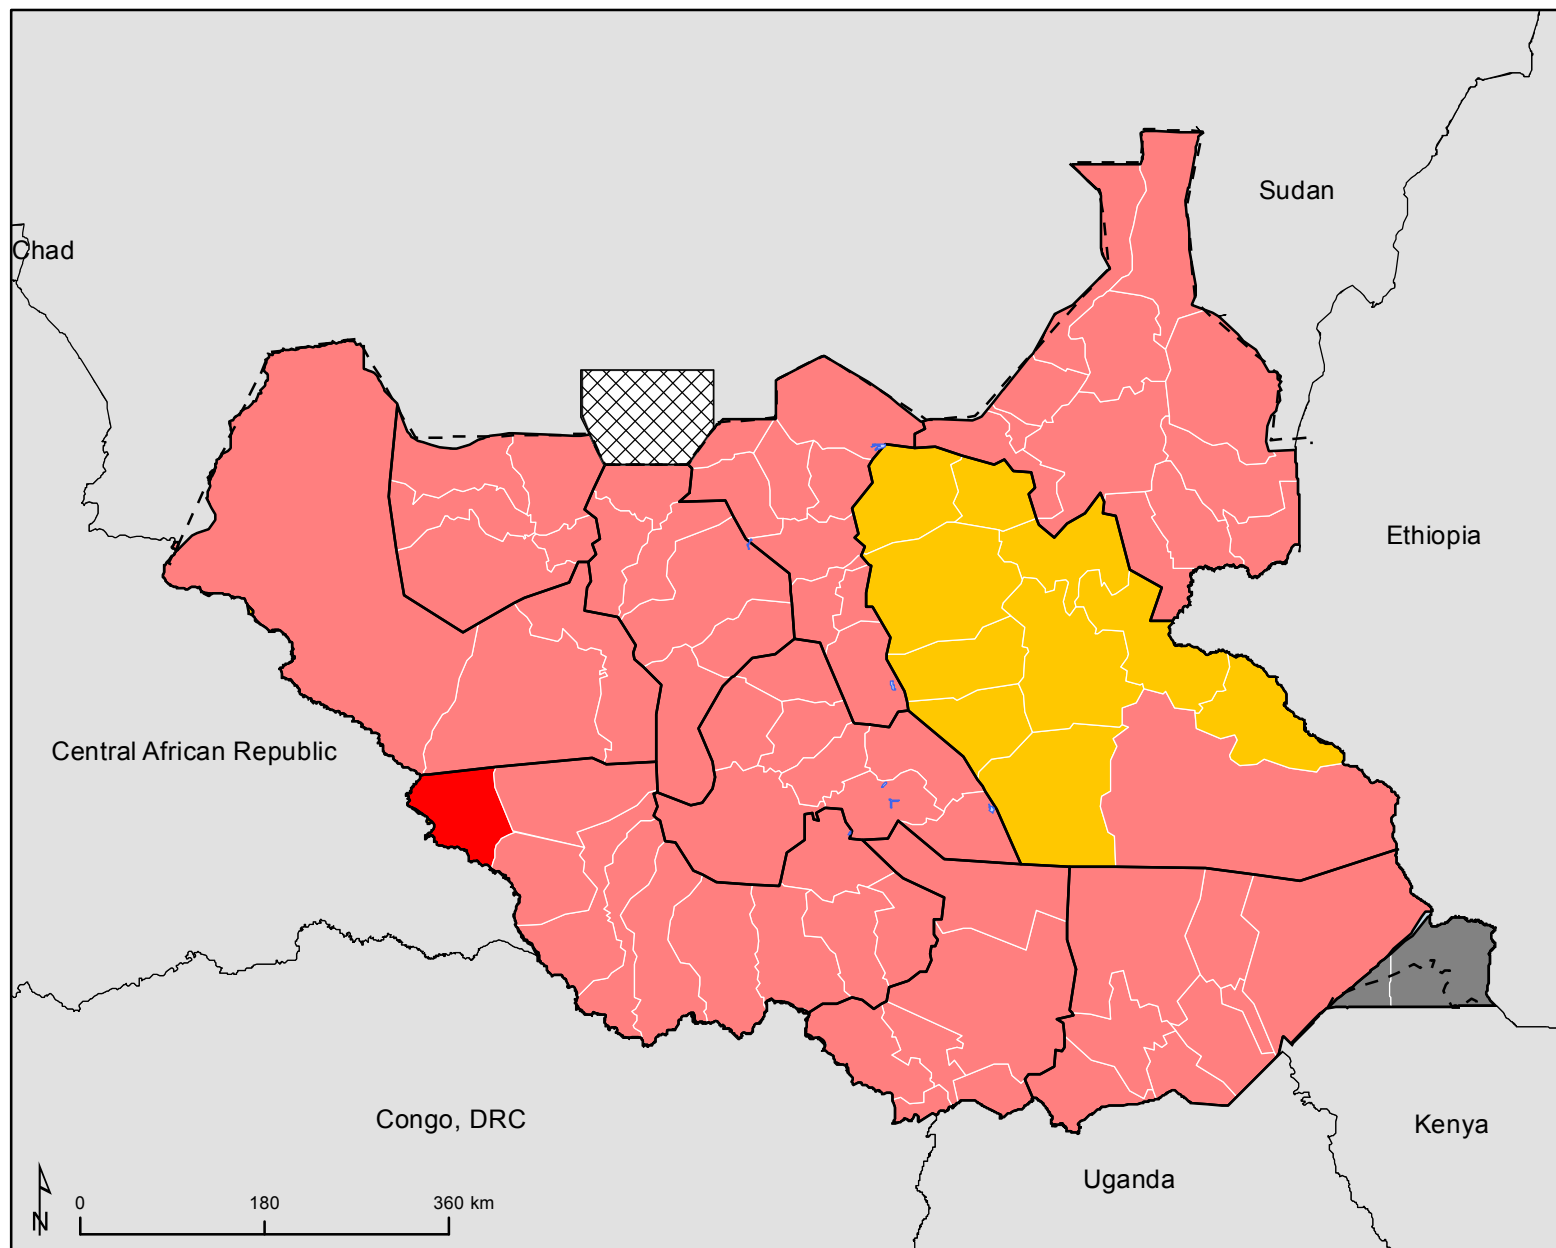 Sudan
Chad
Ethiopia
Central African Republic
Congo, DRC
Kenya
Uganda
N
0 180 360 km